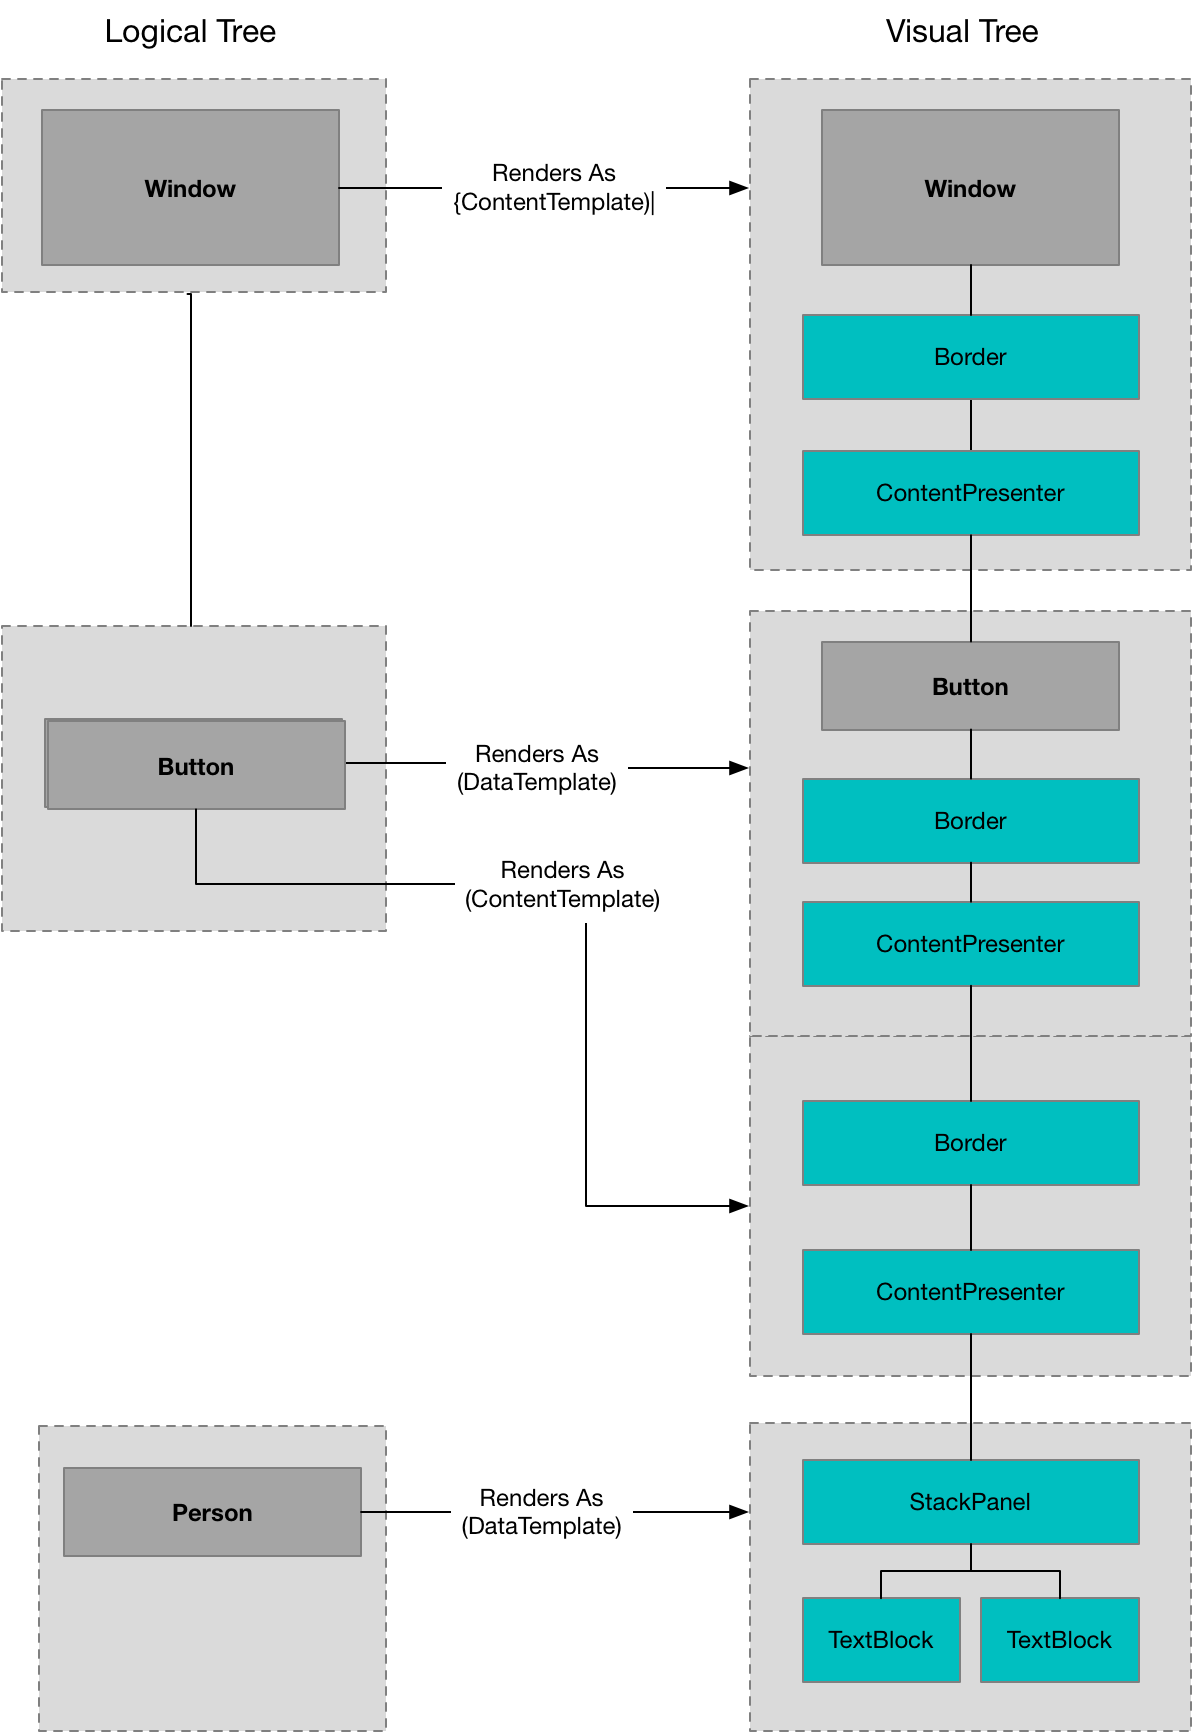 Logical Tree
Visual Tree
Window
Renders As
{ContentTemplate)|
Window
Border
ContentPresenter
Button
Button
Renders As
(DataTemplate)
Border
Renders As
(ContentTemplate)
ContentPresenter
Border
ContentPresenter
Person
Renders As
(DataTemplate)
StackPanel
TextBlock
TextBlock